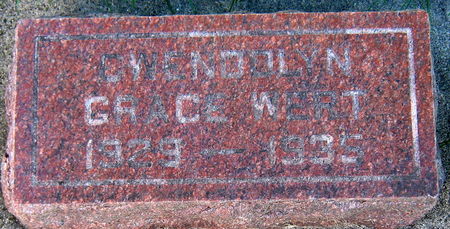 GWENDOLYN
GRACE WERT
1929 — 1935